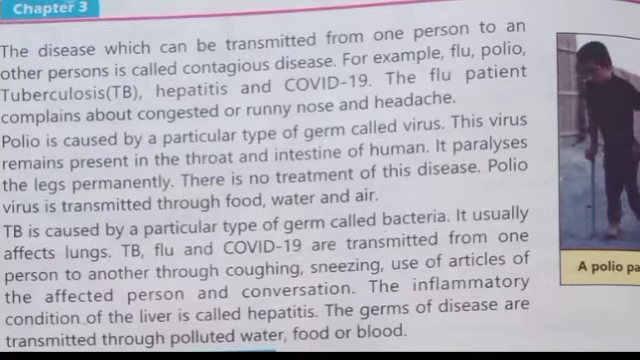 Chapter 3
The disease which can be transmitted from one person to an
other persons is called contagious disease. For example, flu, polio,
Tuberculosis(TB), hepatitis and COVID-19. The flu patient
complains about congested or runny nose and headache.
Polio is caused by a particular type of germ called virus. This virus
remains present in the throat and intestine of human. It paralyses
the legs permanently. There is no treatment of this disease. Polio
virus is transmitted through food, water and air.
TB is caused by a particular type of germ called bacteria. It usually
affects lungs. TB, flu and COVID-19 are transmitted from one
person to another through coughing, sneezing, use of articles of
the affected person and conversation. The inflammatory
condition of the liver is called hepatitis. The germs of disease are
transmitted through polluted water, food or blood.
A polio pa